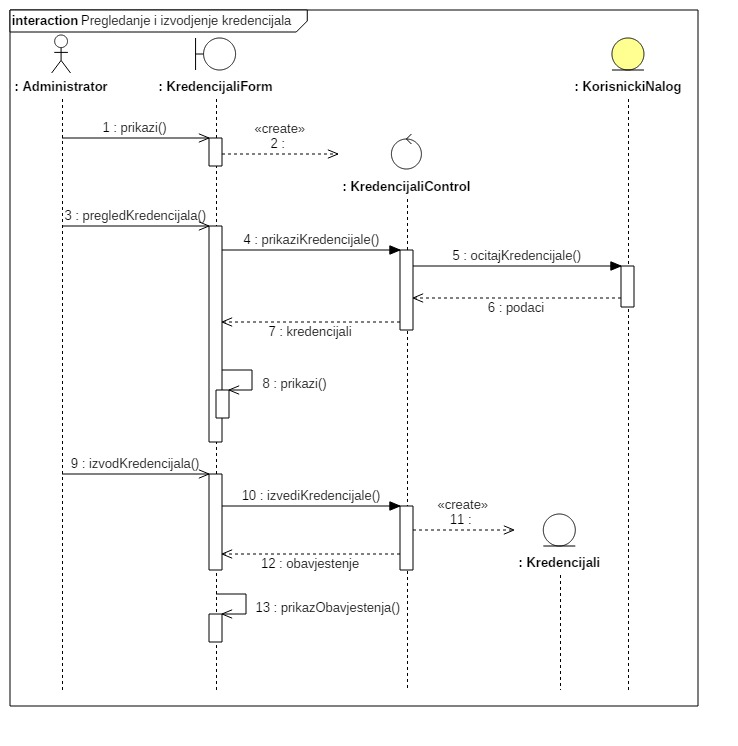 interaction Pregledanje i izvodjenje kredencijala
: Administrator
: KredencijaliForm
: KorisnickiNalog
1 : prikazi()
«create»
2 :
: KredencijaliControl
3 : pregledKredencijala()
4 : prikaziKredencijale()
5 : ocitajKredencijale()
6 : podaci
7 : kredencijali
8 : prikazi()
9 : izvodKredencijala()
10 : izvediKredencijale()
«create»
11 :
12 : obavjestenje
: Kredencijali
13 : prikazObavjestenja()